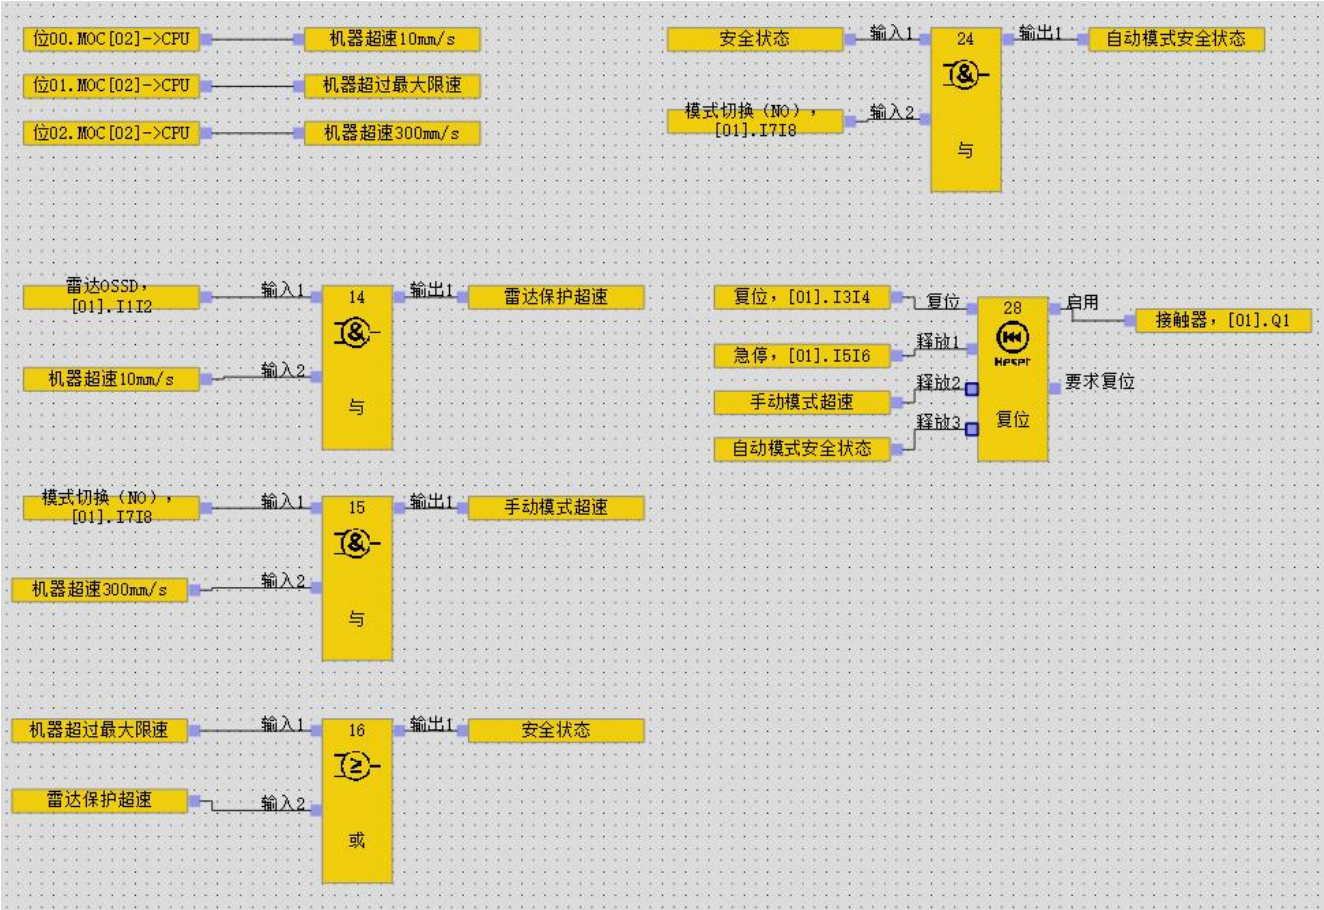 位00.MOC[02]->CPU
机器超速10mm/s
位01.MOC[02]->CPU
机器超过最大限速
位02.MOC[02]->CPU
机器超速300mm/s
安全状态
输入1
24
输出1
自动模式安全状态
模式切换（NO），
[01].I7I8
输入2
&
与
雷达OSSD，
[01].I1I2
输入1
14
输出1
雷达保护超速
&
机器超速10mm/s
输入2
与
复位，[01].I3I4
复位
28
启用
接触器，[01].Q1
急停，[01].I5I6
释放1
Reset
手动模式超速
释放2
要求复位
自动模式安全状态
释放3
复位
模式切换（NO），
[01].I7I8
输入1
15
输出1
手动模式超速
&
机器超速300mm/s
输入2
与
机器超过最大限速
输入1
16
输出1
安全状态
≥
雷达保护超速
输入2
或